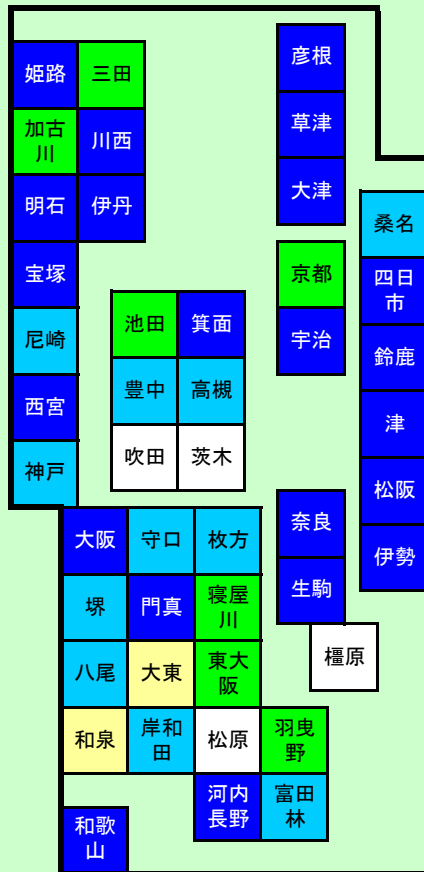 姫路
三田
加古
川
川西
明石
伊丹
宝塚
尼崎
西宮
神戸
池田
箕面
豊中
高槻
吹田
茨木
彦根
草津
大津
京都
宇治
桑名
四日
市
鈴鹿
津
松阪
伊勢
奈良
生駒
橿原
大阪
守口
枚方
堺
門真
寝屋
川
八尾
大東
東大
阪
和泉
岸和
田
松原
羽曳
野
河内
長野
富田
林
和歌
山